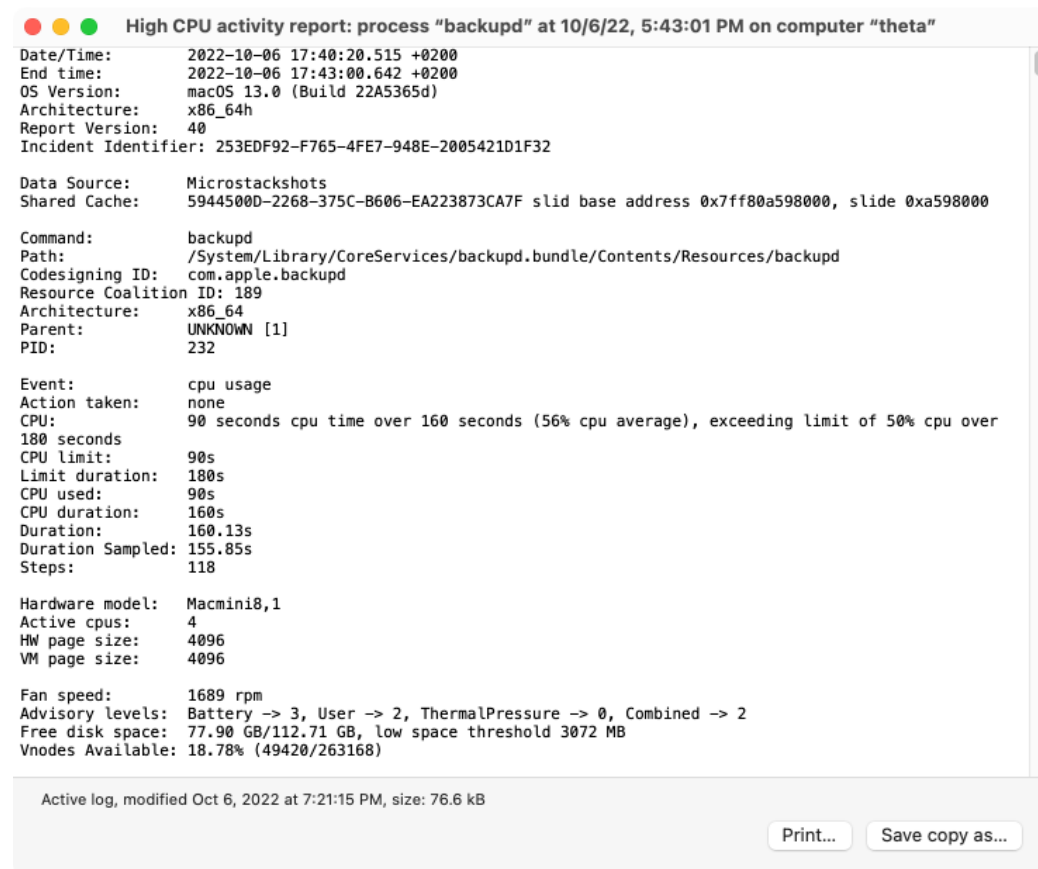 High CPU activity report: process “backupd” at 10/6/22, 5:43:01 PM on computer “theta”
Date/Time: 2022-10-06 17:40:20.515 +0200
End time: 2022-10-06 17:43:00.642 +0200
OS Version: macOS 13.0 (Build 22A5365d)
Architecture: x86_64h
Report Version: 40
Incident Identifier: 253EDF92-F765-4FE7-948E-2005421D1F32
Data Source: Microstackshots
Shared Cache: 5944500D-2268-375C-B606-EA223873CA7F slid base address 0x7ff80a598000, slide 0xa598000
Command: backupd
Path: /System/Library/CoreServices/backupd.bundle/Contents/Resources/backupd
Codesigning ID: com.apple.backupd
Resource Coalition ID: 189
Architecture: x86_64
Parent: UNKNOWN [1]
PID: 232
Event: cpu usage
Action taken: none
CPU: 90 seconds cpu time over 160 seconds (56% cpu average), exceeding limit of 50% cpu over
180 seconds
CPU limit: 90s
Limit duration: 180s
CPU used: 90s
CPU duration: 160s
Duration: 160.13s
Duration Sampled: 155.85s
Steps: 118
Hardware model: Macmini8,1
Active cpus: 4
HW page size: 4096
VM page size: 4096
Fan speed: 1689 rpm
Advisory levels: Battery -> 3, User -> 2, ThermalPressure -> 0, Combined -> 2
Free disk space: 77.90 GB/112.71 GB, low space threshold 3072 MB
Vnodes Available: 18.78% (49420/263168)
Active log, modified Oct 6, 2022 at 7:21:15 PM, size: 76.6 kB
Print... Save copy as...